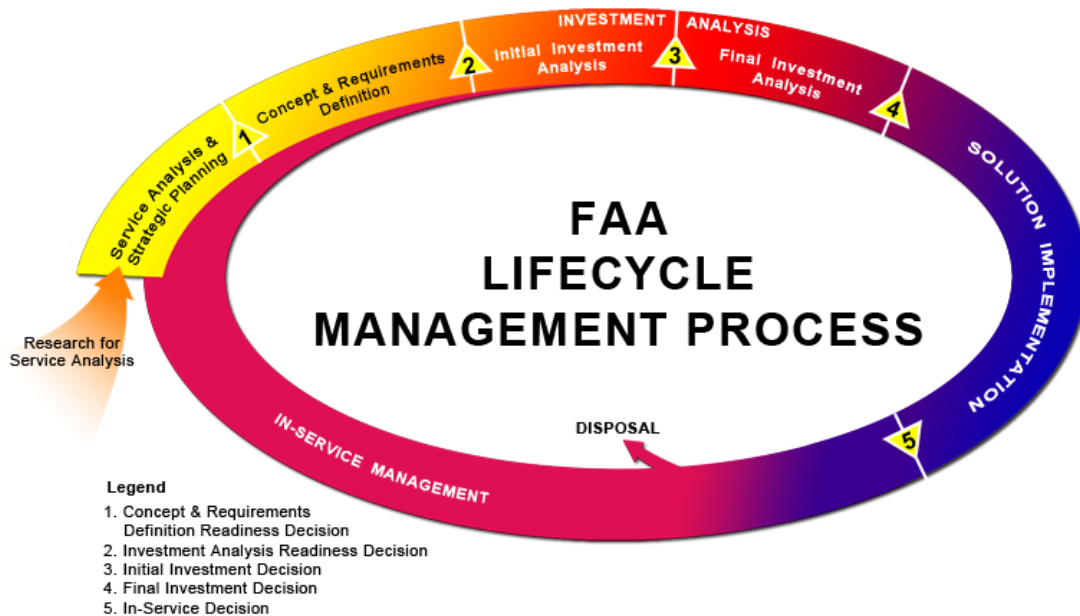 INVESTMENT ANALYSIS
Service Analysis &
Strategic Planning
1
Concept & Requirements
Definition
2
Initial Investment
Analysis
3
Final Investment
Analysis
4
SOLUTION IMPLEMENTATION
5
FAA
LIFECYCLE
MANAGEMENT PROCESS
Research for
Service Analysis
DISPOSAL
IN-SERVICE MANAGEMENT
Legend
1. Concept & Requirements
Definition Readiness Decision
2. Investment Analysis Readiness Decision
3. Initial Investment Decision
4. Final Investment Decision
5. In-Service Decision